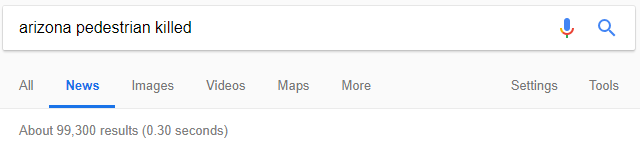 arizona pedestrian killed
All News Images Videos Maps More Settings Tools
About 99,300 results (0.30 seconds)